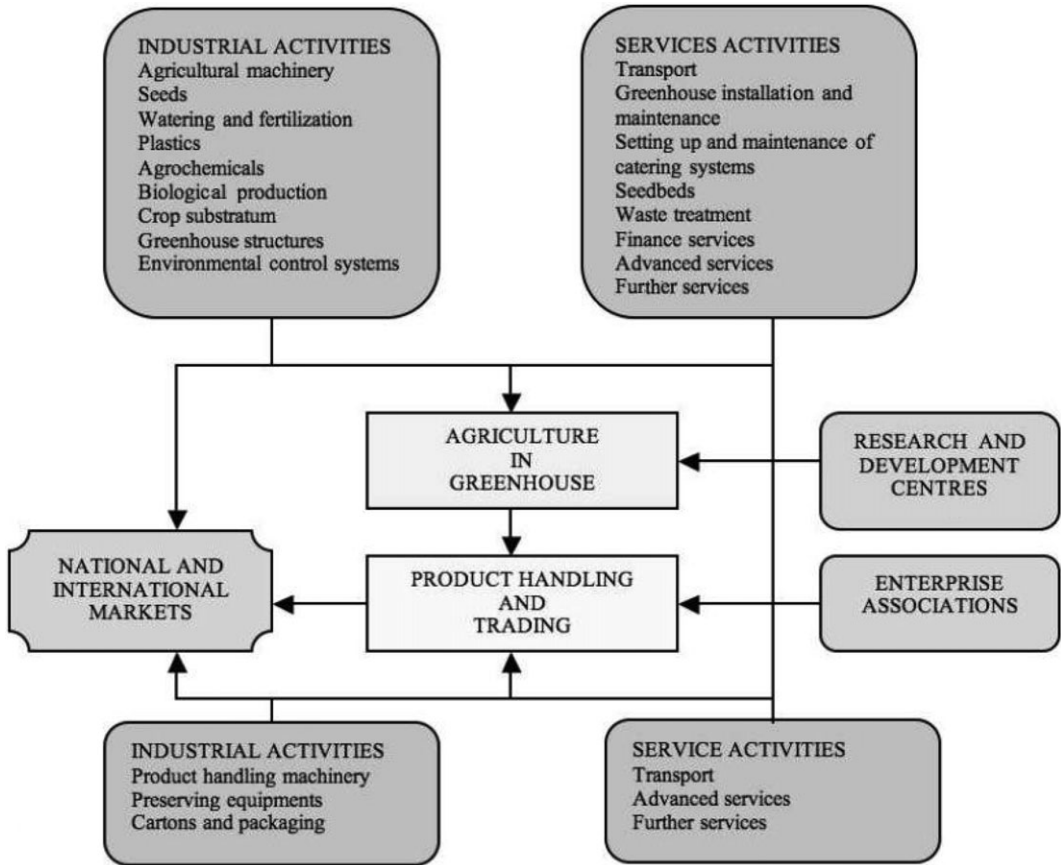 INDUSTRIAL ACTIVITIES
Agricultural machinery
Seeds
Watering and fertilization
Plastics
Agrochemicals
Biological production
Crop substratum
Greenhouse structures
Environmental control systems
SERVICES ACTIVITIES
Transport
Greenhouse installation and
maintenance
Setting up and maintenance of
catering systems
Seedbeds
Waste treatment
Finance services
Advanced services
Further services
AGRICULTURE
IN
GREENHOUSE
RESEARCH AND
DEVELOPMENT
CENTRES
NATIONAL AND
INTERNATIONAL
MARKETS
PRODUCT HANDLING
AND
TRADING
ENTERPRISE
ASSOCIATIONS
INDUSTRIAL ACTIVITIES
Product handling machinery
Preserving equipments
Cartons and packaging
SERVICE ACTIVITIES
Transport
Advanced services
Further services